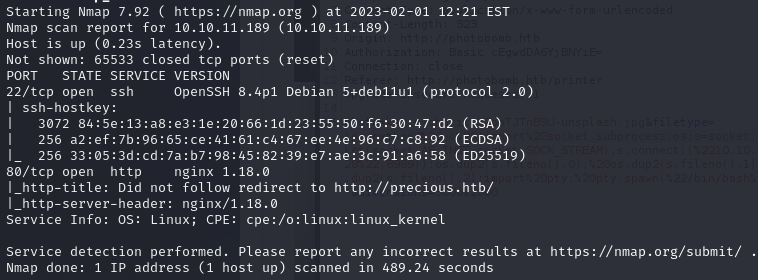 Starting Nmap 7.92 ( https://nmap.org ) at 2023-02-01 12:21 EST
Nmap scan report for 10.10.11.189 (10.10.11.189)
Host is up (0.23s latency).
Not shown: 65533 closed tcp ports (reset)
PORT   STATE SERVICE VERSION
22/tcp open  ssh     OpenSSH 8.4p1 Debian 5+deb11u1 (protocol 2.0)
| ssh-hostkey:
|   3072 84:5e:13:a8:e3:1e:20:66:1d:23:55:50:f6:30:47:d2 (RSA)
|   256 a2:ef:7b:96:65:ce:41:61:c4:67:ee:4e:96:c7:c8:92 (ECDSA)
|_  256 33:05:3d:cd:7a:b7:98:45:82:39:e7:ae:3c:91:a6:58 (ED25519)
80/tcp open  http    nginx 1.18.0
|_http-title: Did not follow redirect to http://precious.htb/
|_http-server-header: nginx/1.18.0
Service Info: OS: Linux; CPE: cpe:/o:linux:linux_kernel
Service detection performed. Please report any incorrect results at https://nmap.org/submit/ .
Nmap done: 1 IP address (1 host up) scanned in 489.24 seconds